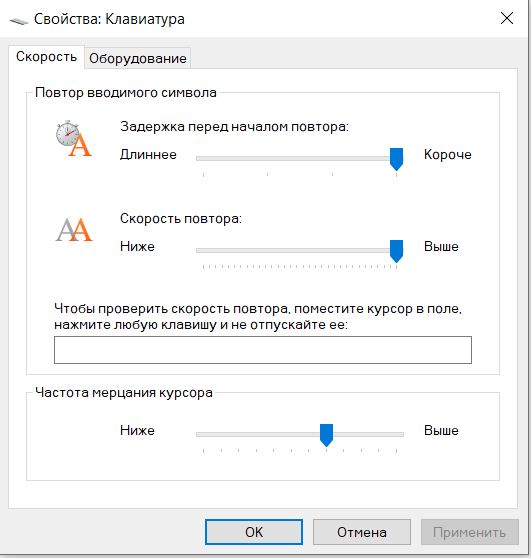 Свойства: Клавиатура
Скорость Оборудование
Повтор вводимого символа
Задержка перед началом повтора:
Длиннее Короче
Скорость повтора:
Ниже Выше
Чтобы проверить скорость повтора, поместите курсор в поле,
нажмите любую клавишу и не отпускайте ее:
Частота мерцания курсора
Ниже Выше
OK Отмена Применить